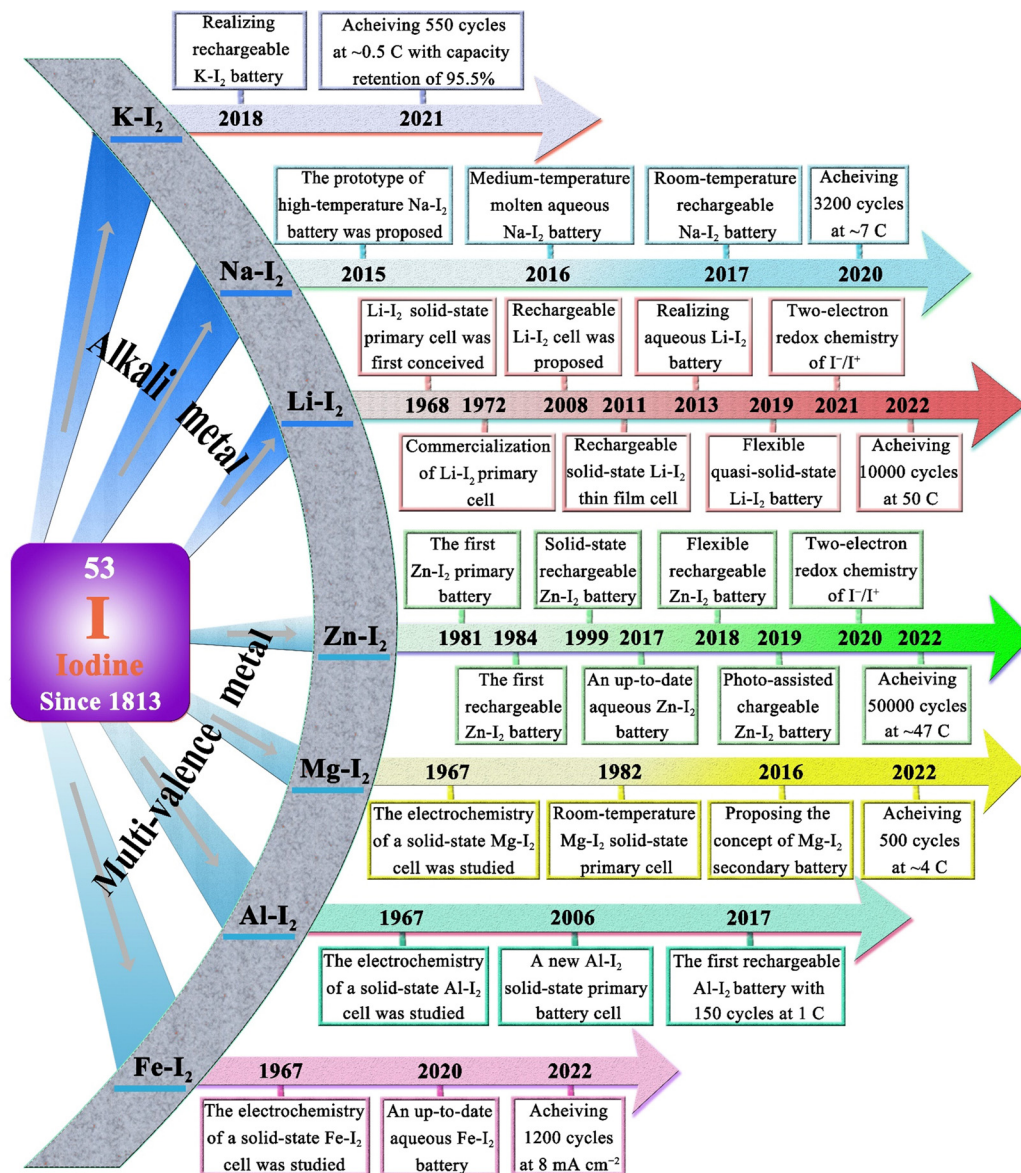 Realizing
rechargeable
K-I₂ battery
Acheiving 550 cycles
at ~0.5 C with capacity
retention of 95.5%
K-I₂
2018
2021
The prototype of
high-temperature Na-I₂
battery was proposed
Medium-temperature
molten aqueous
Na-I₂ battery
Room-temperature
rechargeable
Na-I₂ battery
Acheiving
3200 cycles
at ~7 C
Na-I₂
2015
2016
2017
2020
Li-I₂ solid-state
primary cell was
first conceived
Rechargeable
Li-I₂ cell was
proposed
Realizing
aqueous Li-I₂
battery
Two-electron
redox chemistry
of I⁻/I⁺
Alkali metal
Li-I₂
1968
1972
2008
2011
2013
2019
2021
2022
Commercialization
of Li-I₂ primary
cell
Rechargeable
solid-state Li-I₂
thin film cell
Flexible
quasi-solid-state
Li-I₂ battery
Acheiving
10000 cycles
at 50 C
53
I
Iodine
Since 1813
The first
Zn-I₂ primary
battery
Solid-state
rechargeable
Zn-I₂ battery
Flexible
rechargeable
Zn-I₂ battery
Two-electron
redox chemistry
of I⁻/I⁺
Zn-I₂
1981
1984
1999
2017
2018
2019
2020
2022
The first
rechargeable
Zn-I₂ battery
An up-to-date
aqueous Zn-I₂
battery
Photo-assisted
chargeable
Zn-I₂ battery
Acheiving
50000 cycles
at ~47 C
Multi-valence metal
Mg-I₂
1967
1982
2016
2022
The electrochemistry
of a solid-state Mg-I₂
cell was studied
Room-temperature
Mg-I₂ solid-state
primary cell
Proposing the
concept of Mg-I₂
secondary battery
Acheiving
500 cycles
at ~4 C
Al-I₂
1967
2006
2017
The electrochemistry
of a solid-state Al-I₂
cell was studied
A new Al-I₂
solid-state primary
battery cell
The first rechargeable
Al-I₂ battery with
150 cycles at 1 C
Fe-I₂
1967
2020
2022
The electrochemistry
of a solid-state Fe-I₂
cell was studied
An up-to-date
aqueous Fe-I₂
battery
Acheiving
1200 cycles
at 8 mA cm⁻²